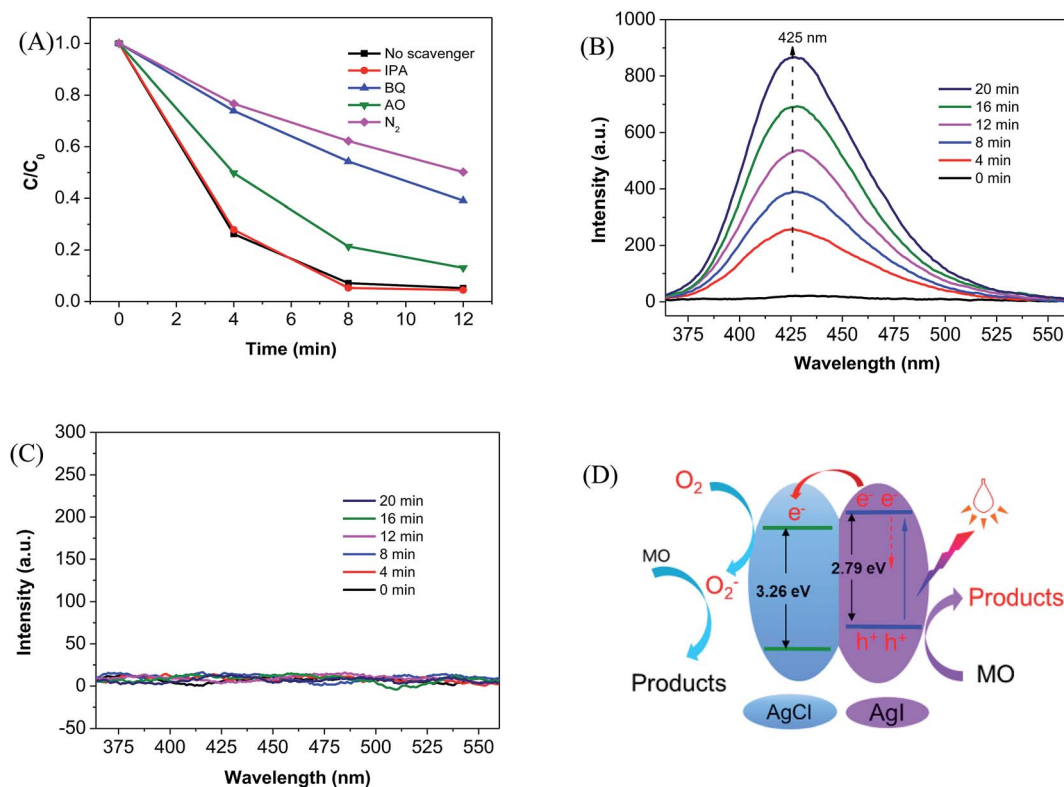 (A)
C/C0
1.0
0.8
0.6
0.4
0.2
0.0
No scavenger
IPA
BQ
AO
N2
0 2 4 6 8 10 12
Time (min)
(B)
Intensity (a.u.)
1000
800
600
400
200
0
425 nm
20 min
16 min
12 min
8 min
4 min
0 min
375 400 425 450 475 500 525 550
Wavelength (nm)
(C)
Intensity (a.u.)
300
250
200
150
100
50
0
-50
20 min
16 min
12 min
8 min
4 min
0 min
375 400 425 450 475 500 525 550
Wavelength (nm)
(D)
O2
e- e- e-
MO
3.26 eV
2.79 eV
O2-
Products
h+ h+
Products
MO
AgCl
AgI